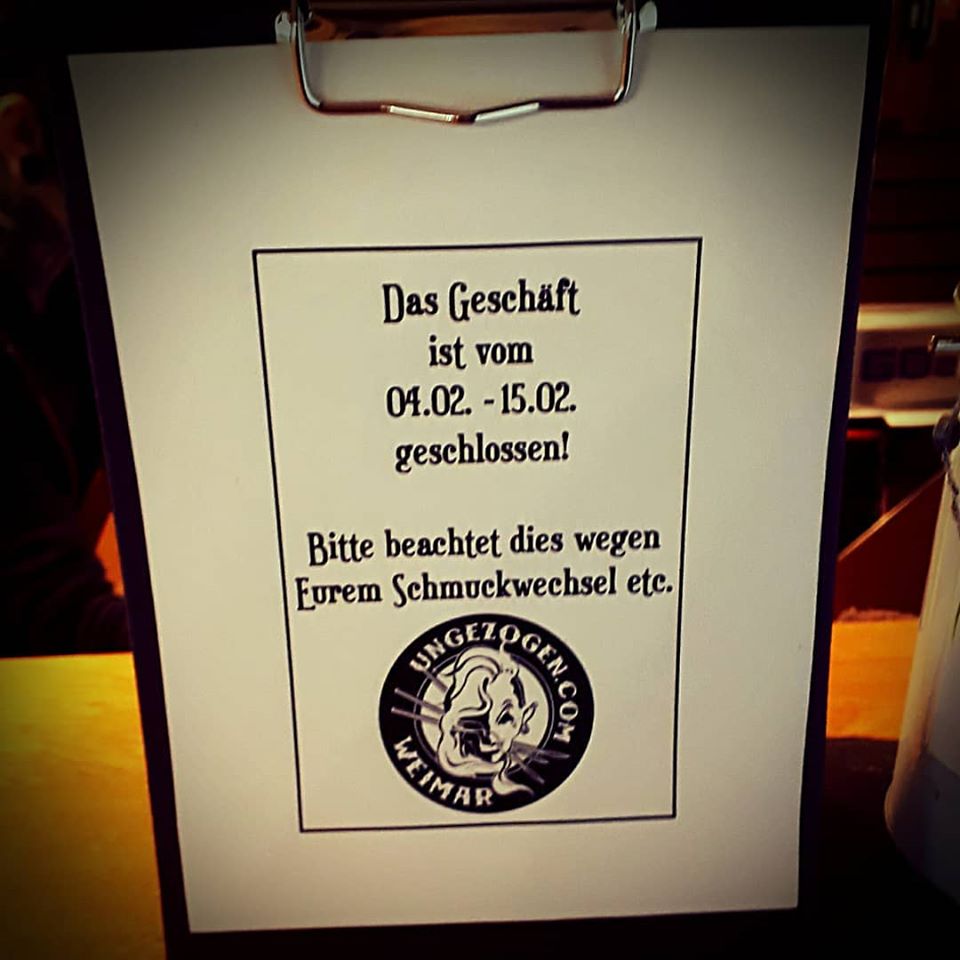 Das Geschäft
ist vom
04.02. - 15.02.
geschlossen!
Bitte beachtet dies wegen
Eurem Schmuckwechsel etc.
UNGEZOGEN.COM
WEIMAR